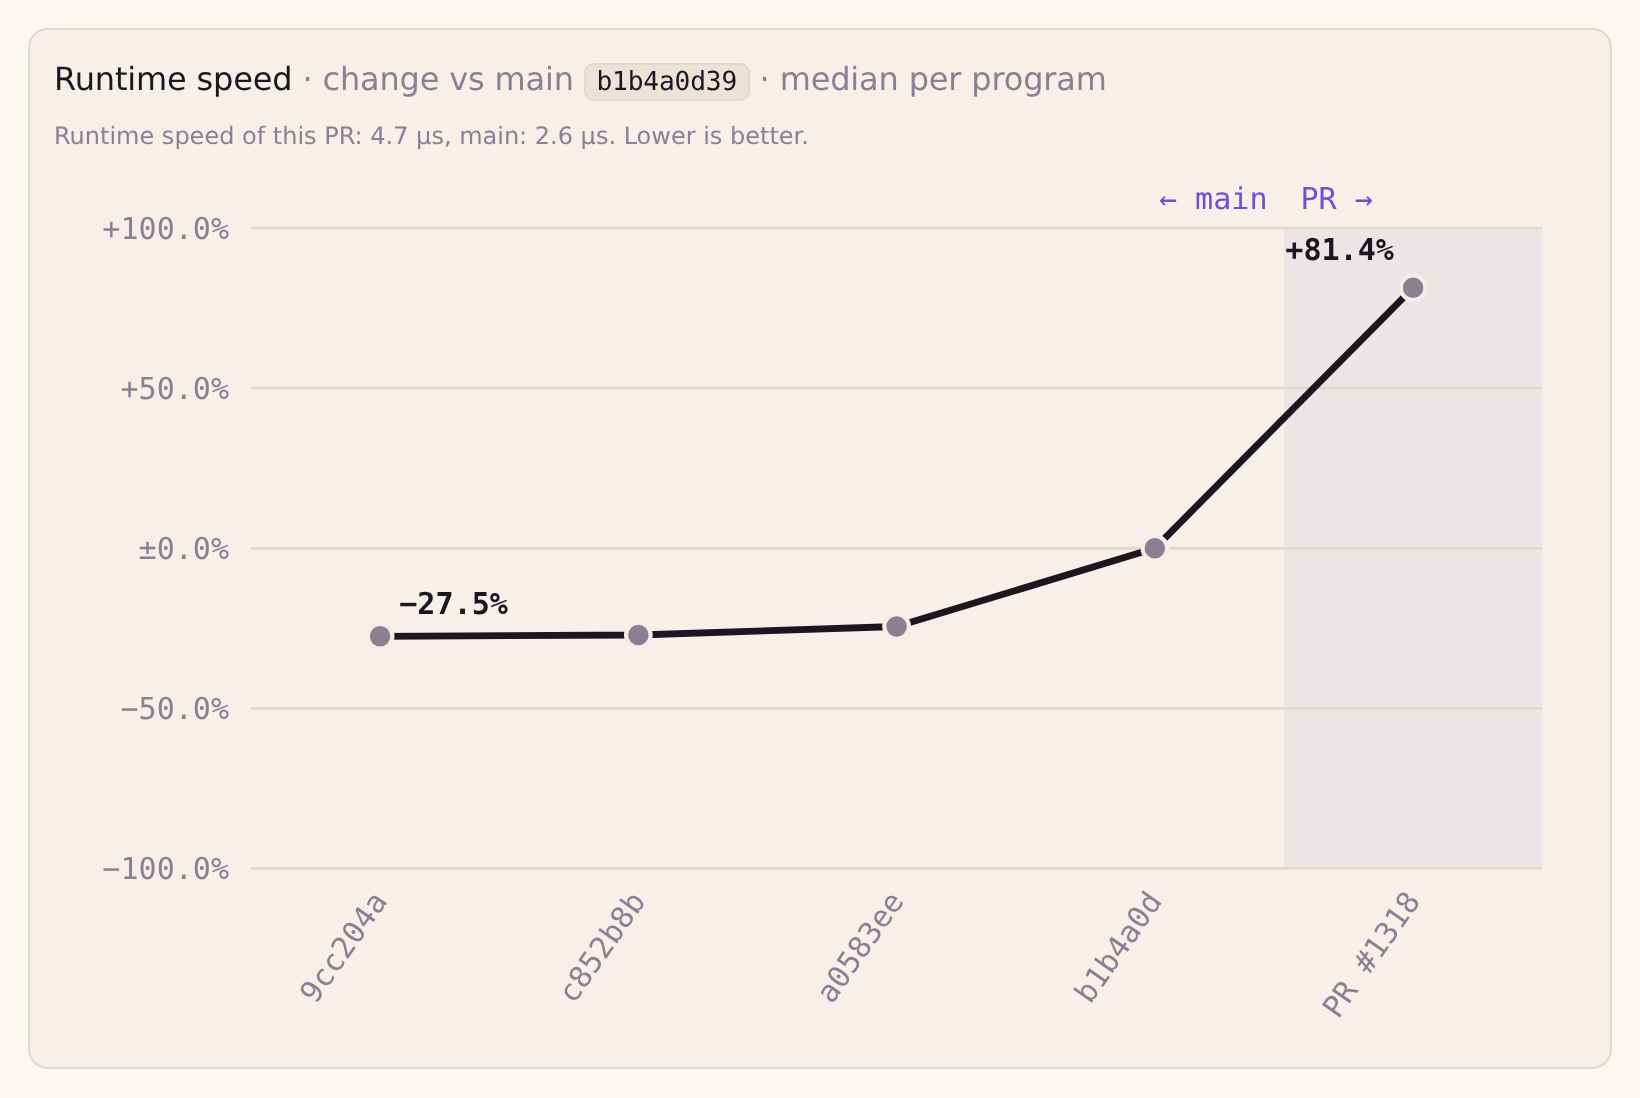 Runtime speed · change vs main b1b4a0d39 · median per program
Runtime speed of this PR: 4.7 µs, main: 2.6 µs. Lower is better.
← main PR →
+100.0%
+81.4%
+50.0%
±0.0%
−27.5%
−50.0%
−100.0%
9cc204a
c852b8b
a0583ee
b1b4a0d
PR #1318